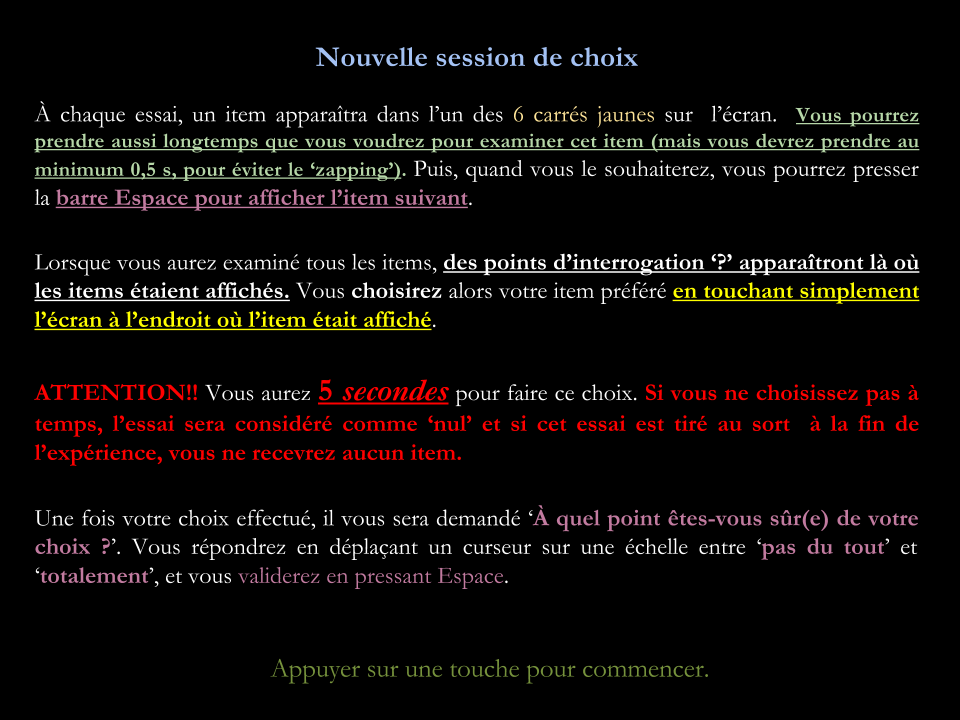 Nouvelle session de choix
À chaque essai, un item apparaîtra dans l’un des 6 carrés jaunes sur l’écran. Vous pourrez
prendre aussi longtemps que vous voudrez pour examiner cet item (mais vous devrez prendre au
minimum 0,5 s, pour éviter le ‘zapping’). Puis, quand vous le souhaiterez, vous pourrez presser
la barre Espace pour afficher l’item suivant.
Lorsque vous aurez examiné tous les items, des points d’interrogation ‘?’ apparaîtront là où
les items étaient affichés. Vous choisirez alors votre item préféré en touchant simplement
l’écran à l’endroit où l’item était affiché.
ATTENTION!! Vous aurez 5 secondes pour faire ce choix. Si vous ne choisissez pas à
temps, l’essai sera considéré comme ‘nul’ et si cet essai est tiré au sort à la fin de
l’expérience, vous ne recevrez aucun item.
Une fois votre choix effectué, il vous sera demandé ‘À quel point êtes-vous sûr(e) de votre
choix ?’. Vous répondrez en déplaçant un curseur sur une échelle entre ‘pas du tout’ et
‘totalement’, et vous validerez en pressant Espace.
Appuyer sur une touche pour commencer.